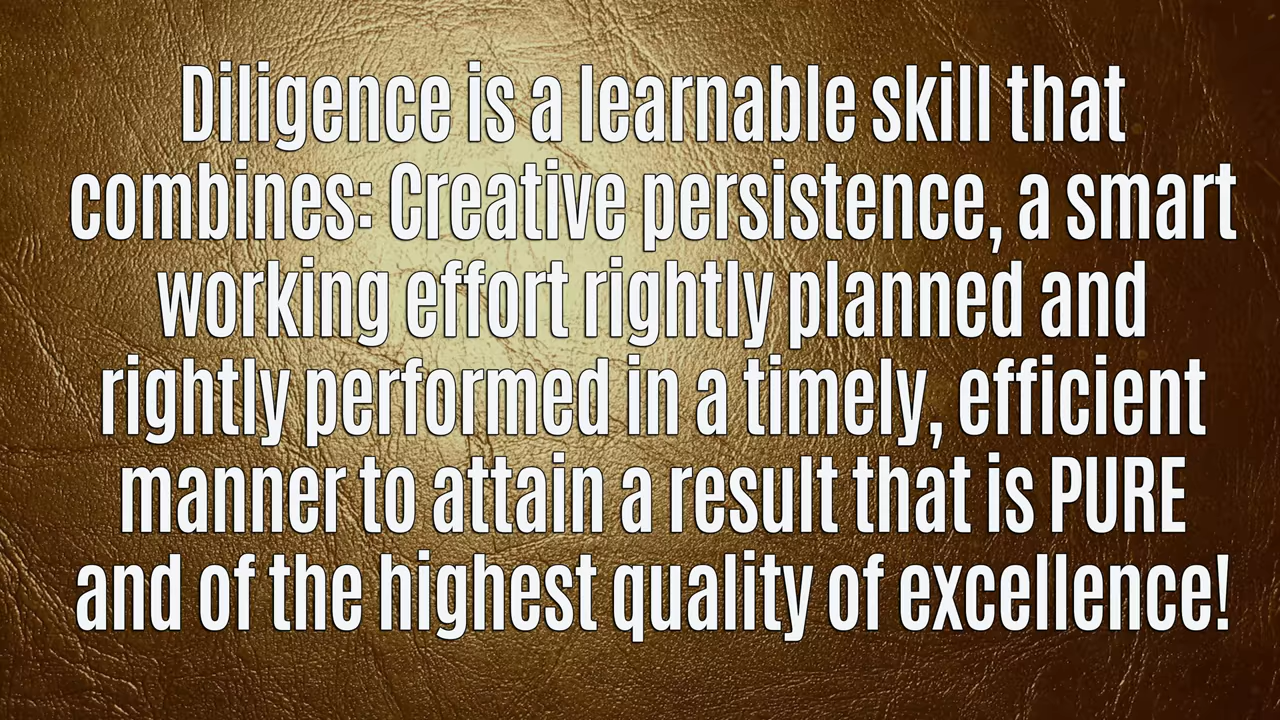 Diligence is a learnable skill that
combines: Creative persistence, a smart
working effort rightly planned and
rightly performed in a timely, efficient
manner to attain a result that is PURE
and of the highest quality of excellence!